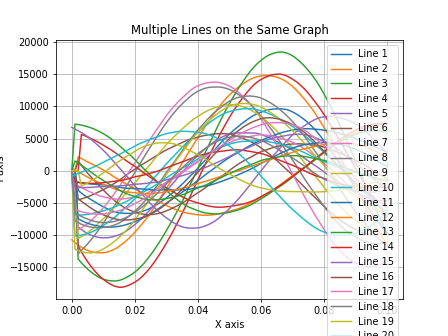 Multiple Lines on the Same Graph
20000
15000
10000
5000
0
−5000
−10000
−15000
0.00
0.02
0.04
0.06
X axis
Line 1
Line 2
Line 3
Line 4
Line 5
Line 6
Line 7
Line 8
Line 9
Line 10
Line 11
Line 12
Line 13
Line 14
Line 15
Line 16
Line 17
Line 18
Line 19
Line 20